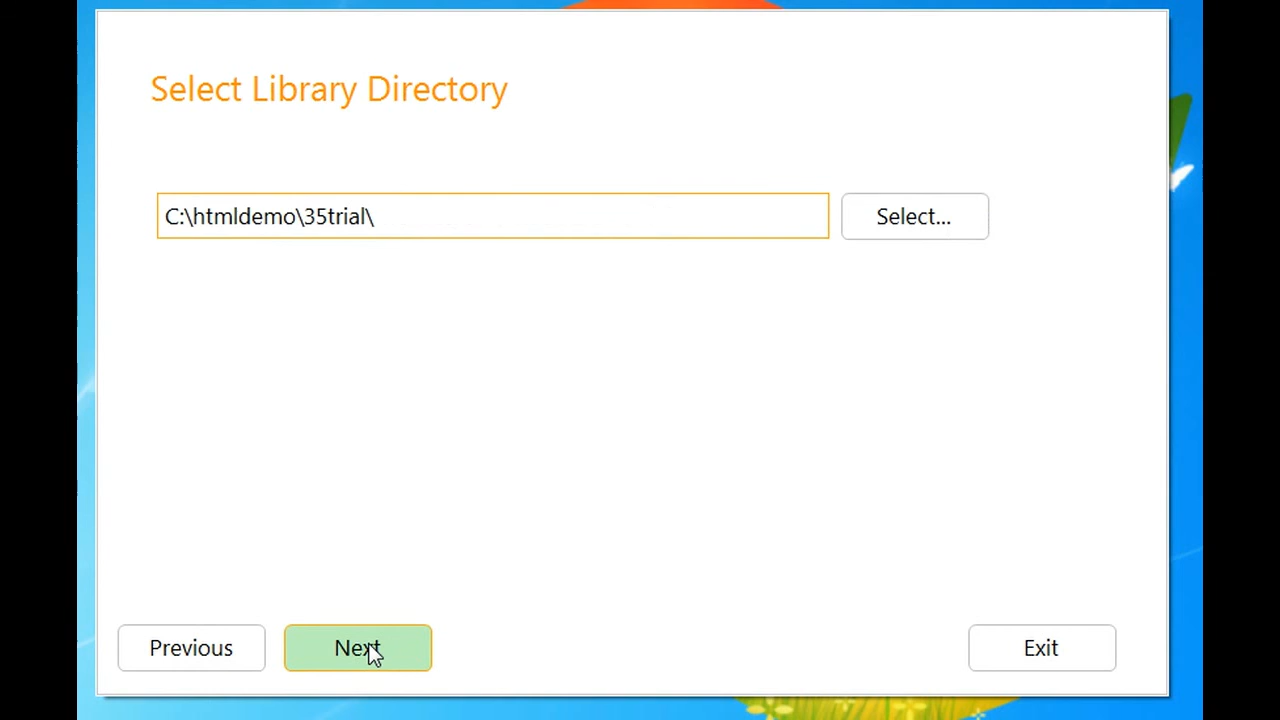 Select Library Directory
C:\htmldemo\35trial\
Select...
Previous
Next
Exit